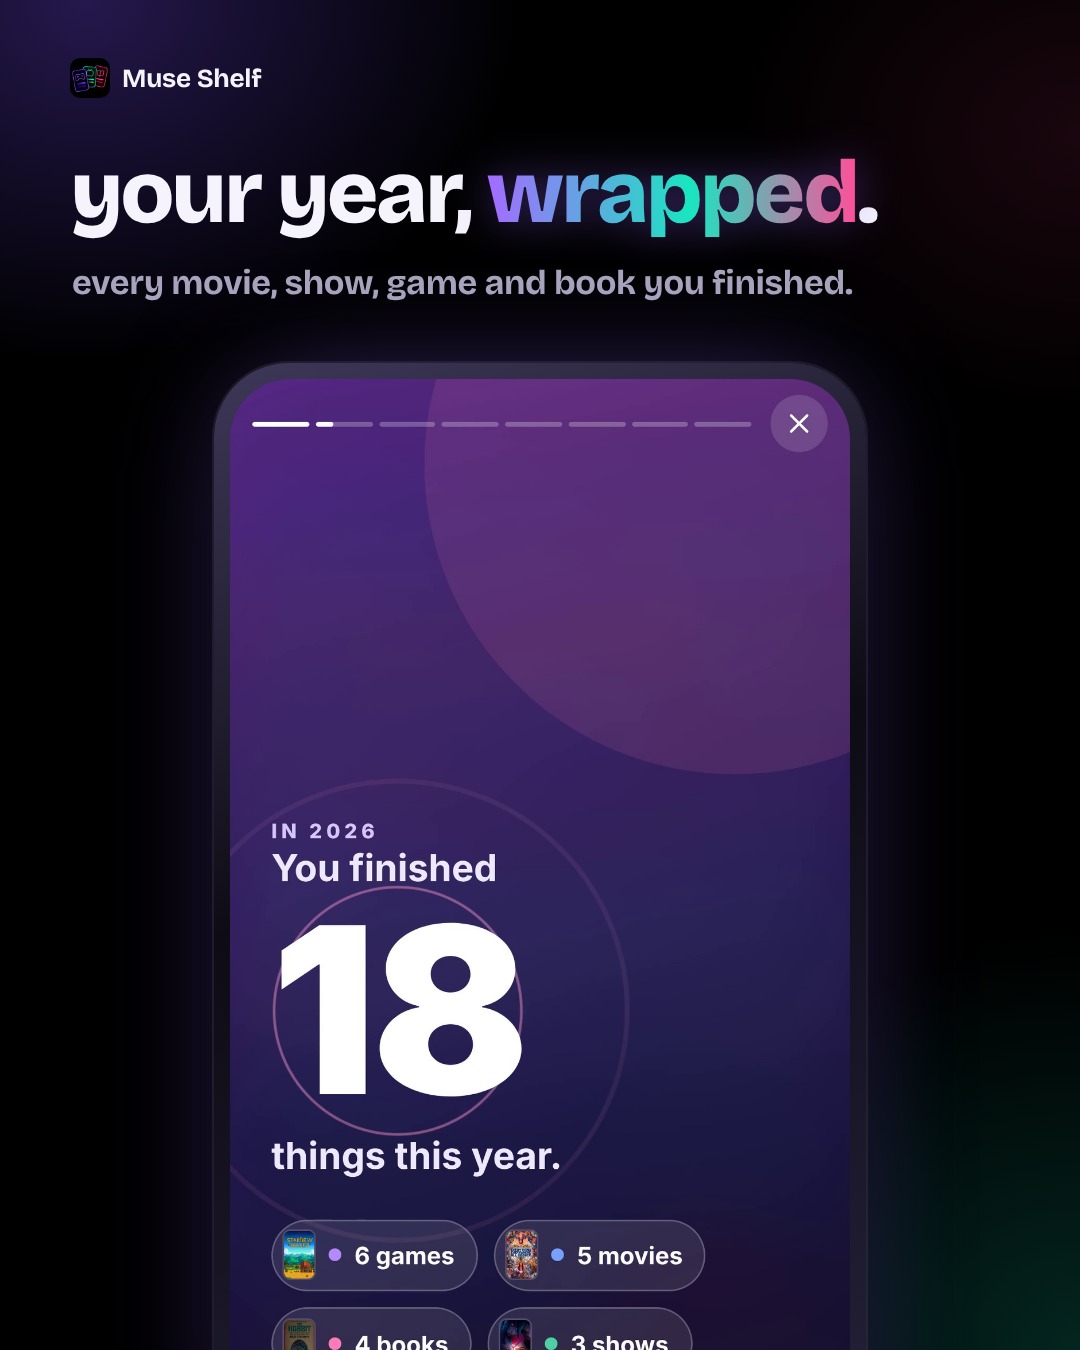 Muse Shelf
your year, wrapped.
every movie, show, game and book you finished.
IN 2026
You finished
18
things this year.
6 games
5 movies
4 books
3 shows